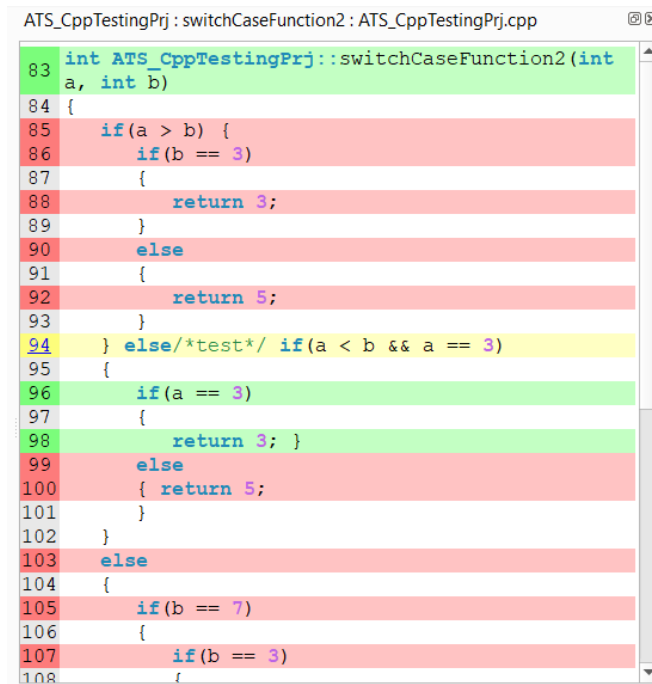 ATS_CppTestingPrj : switchCaseFunction2 : ATS_CppTestingPrj.cpp
83 int ATS_CppTestingPrj::switchCaseFunction2(int
a, int b)
84 {
85 if(a > b) {
86 if(b == 3)
87 {
88 return 3;
89 }
90 else
91 {
92 return 5;
93 }
94 } else/*test*/ if(a < b && a == 3)
95 {
96 if(a == 3)
97 {
98 return 3; }
99 else
100 { return 5;
101 }
102 }
103 else
104 {
105 if(b == 7)
106 {
107 if(b == 3)
108 {